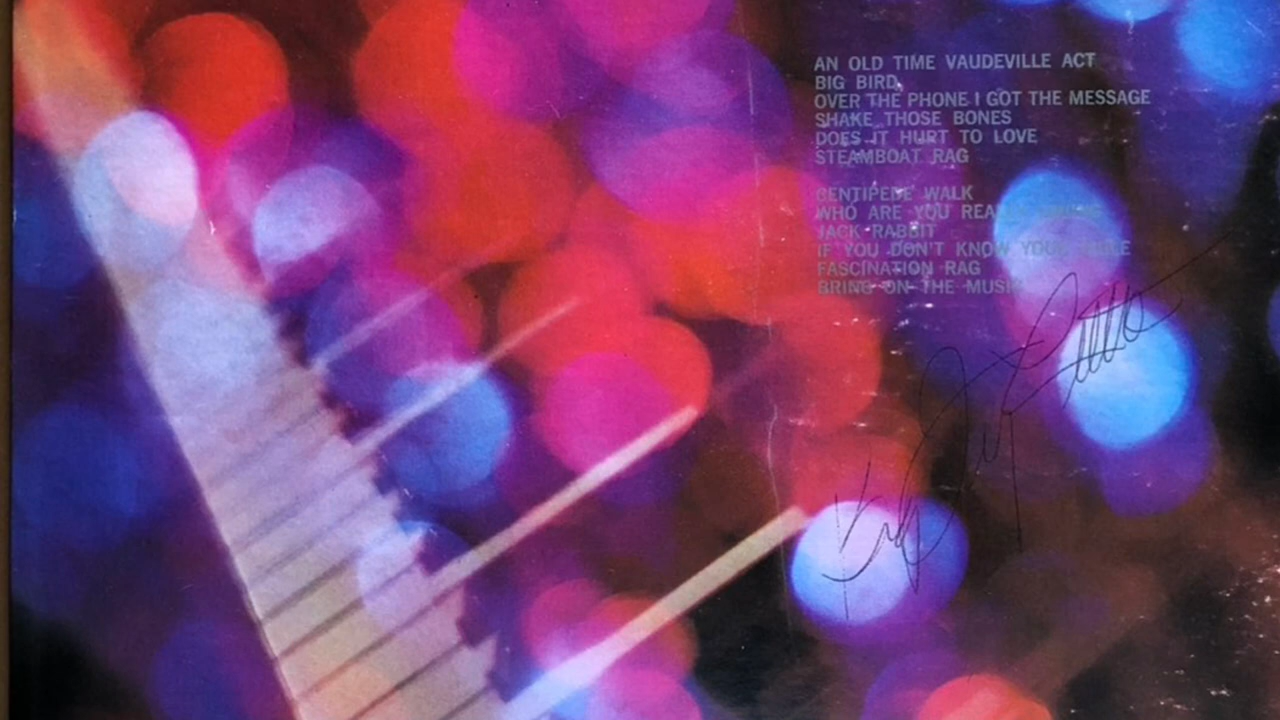 AN OLD TIME VAUDEVILLE ACT
BIG BIRD
OVER THE PHONE I GOT THE MESSAGE
SHAKE THOSE BONES
DOES IT HURT TO LOVE
STEAMBOAT RAG
CENTIPEDE WALK
WHO ARE YOU REALLY
JACK RABBIT
IF YOU DON'T KNOW YOUR
FASCINATION RAG
BRING ON THE MUSIC